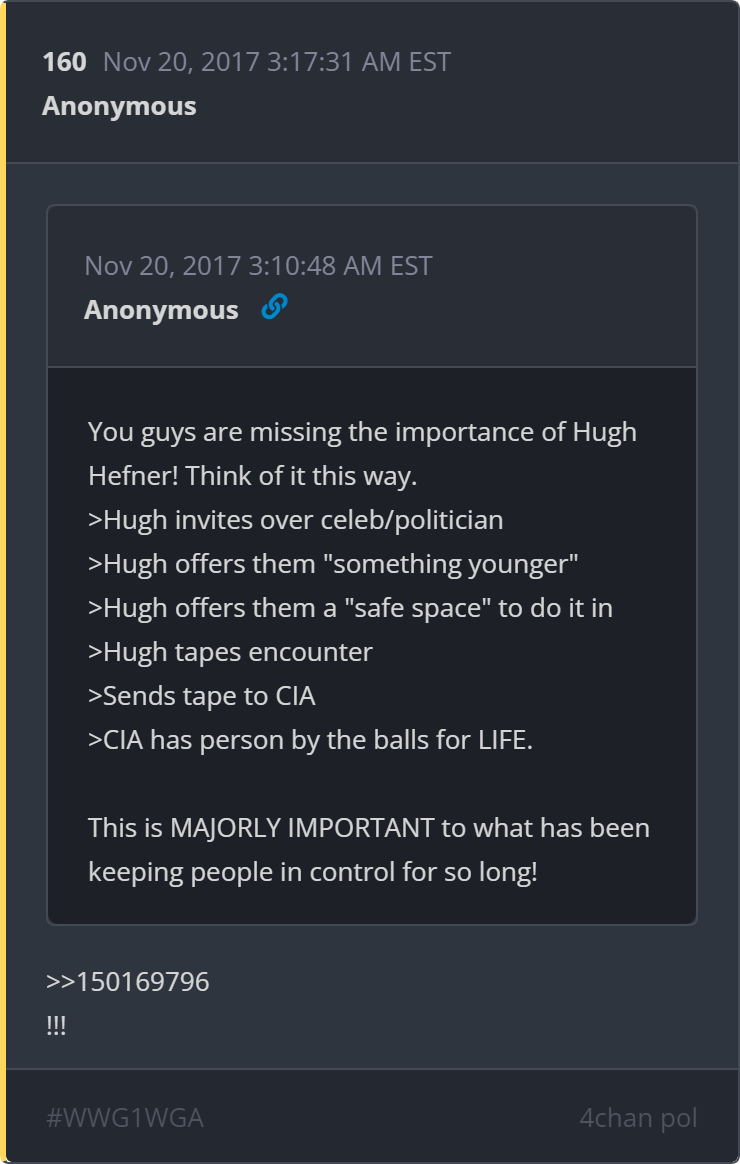 160 Nov 20, 2017 3:17:31 AM EST
Anonymous
Nov 20, 2017 3:10:48 AM EST
Anonymous
You guys are missing the importance of Hugh
Hefner! Think of it this way.
>Hugh invites over celeb/politician
>Hugh offers them "something younger"
>Hugh offers them a "safe space" to do it in
>Hugh tapes encounter
>Sends tape to CIA
>CIA has person by the balls for LIFE.
This is MAJORLY IMPORTANT to what has been
keeping people in control for so long!
>>150169796
!!!
#WWG1WGA 4chan pol